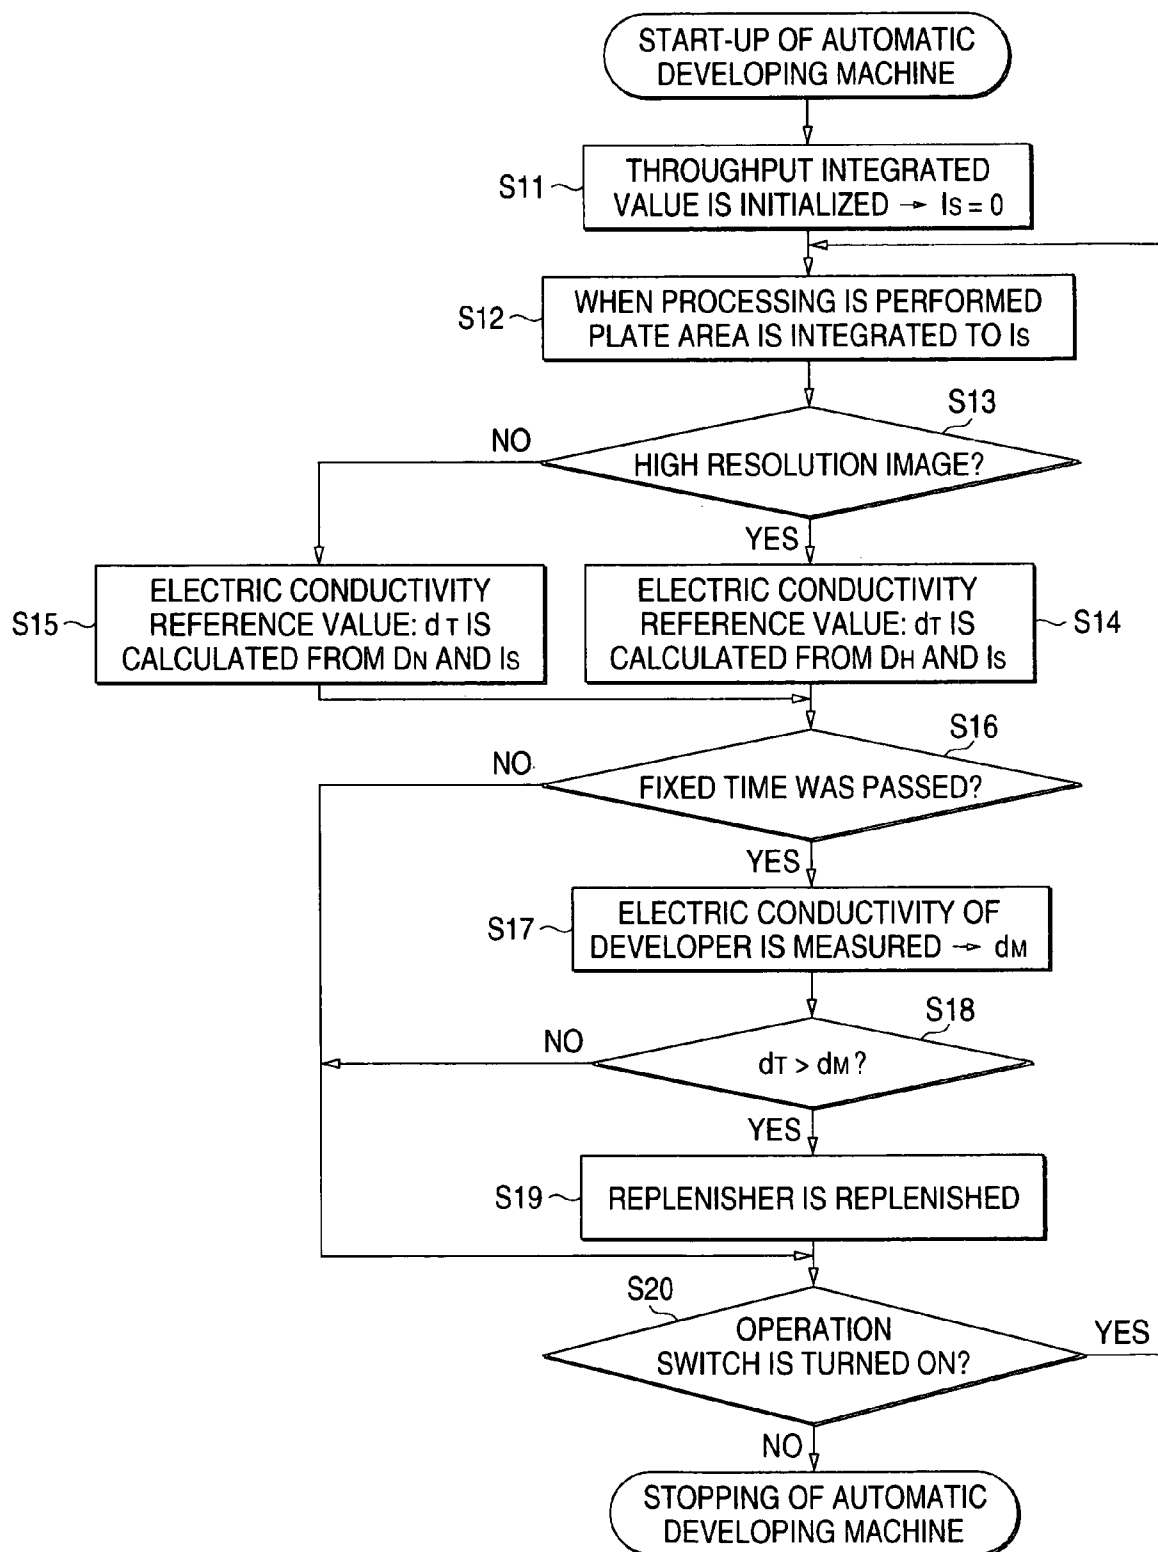 START-UP OF AUTOMATIC
DEVELOPING MACHINE
S11
THROUGHPUT INTEGRATED
VALUE IS INITIALIZED → IS = 0
S12
WHEN PROCESSING IS PERFORMED
PLATE AREA IS INTEGRATED TO IS
S13
NO
HIGH RESOLUTION IMAGE?
YES
S15
ELECTRIC CONDUCTIVITY
REFERENCE VALUE: dT IS
CALCULATED FROM DN AND IS
ELECTRIC CONDUCTIVITY
REFERENCE VALUE: dT IS
CALCULATED FROM DH AND IS
S14
S16
NO
FIXED TIME WAS PASSED?
YES
S17
ELECTRIC CONDUCTIVITY OF
DEVELOPER IS MEASURED → dM
S18
NO
dT > dM?
YES
S19
REPLENISHER IS REPLENISHED
S20
OPERATION
SWITCH IS TURNED ON?
YES
NO
STOPPING OF AUTOMATIC
DEVELOPING MACHINE